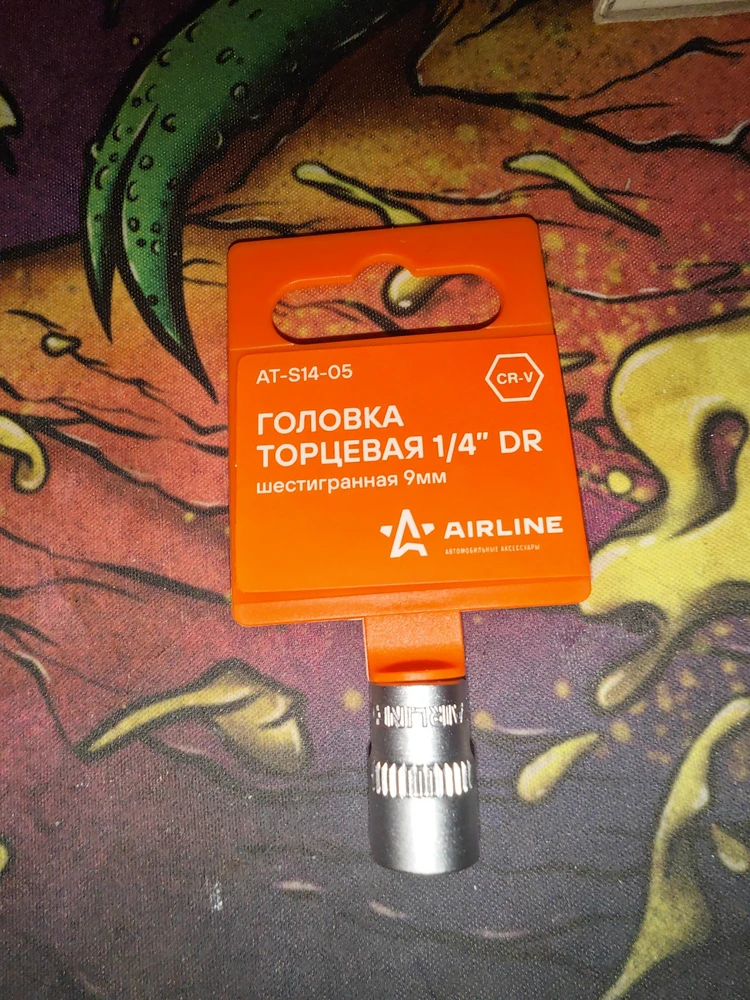 AT-S14-05
CR-V
ГОЛОВКА
ТОРЦЕВАЯ 1/4" DR
шестигранная 9мм
AIRLINE
АВТОМОБИЛЬНЫЕ АКСЕССУАРЫ
AIRLINE